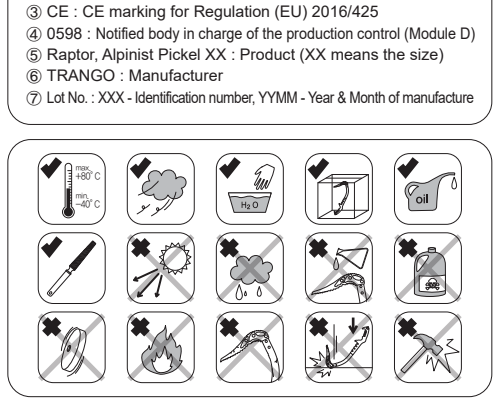 ③ CE : CE marking for Regulation (EU) 2016/425
④ 0598 : Notified body in charge of the production control (Module D)
⑤ Raptor, Alpinist Pickel XX : Product (XX means the size)
⑥ TRANGO : Manufacturer
⑦ Lot No. : XXX - Identification number, YYMM - Year & Month of manufacture
max.
+80°C
min.
–40°C
H₂O
oil